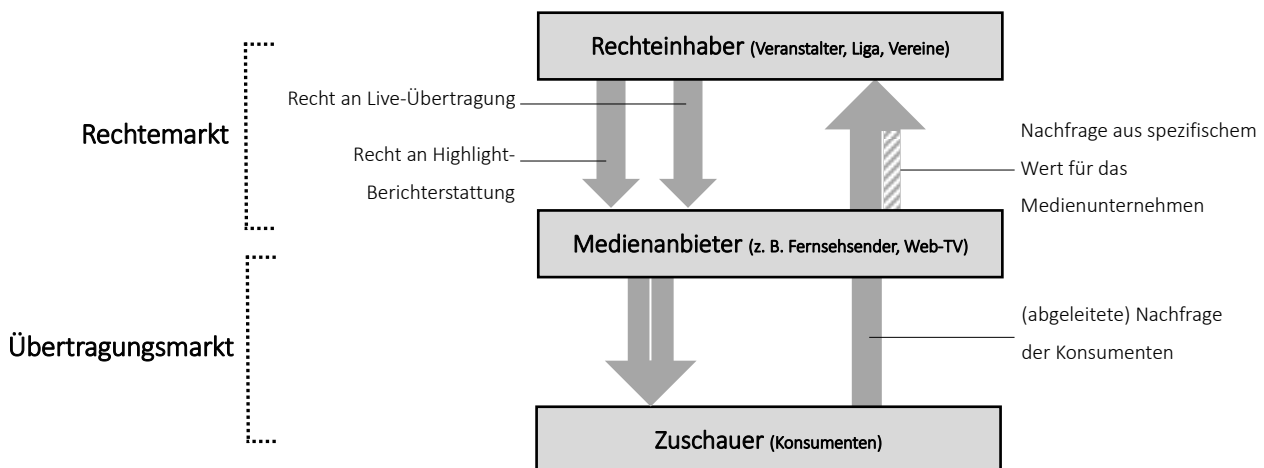 Rechteinhaber (Veranstalter, Liga, Vereine)
Recht an Live-Übertragung
Rechtemarkt
Recht an Highlight-
Berichterstattung
Nachfrage aus spezifischem
Wert für das
Medienunternehmen
Medienanbieter (z. B. Fernsehsender, Web-TV)
Übertragungsmarkt
(abgeleitete) Nachfrage
der Konsumenten
Zuschauer (Konsumenten)